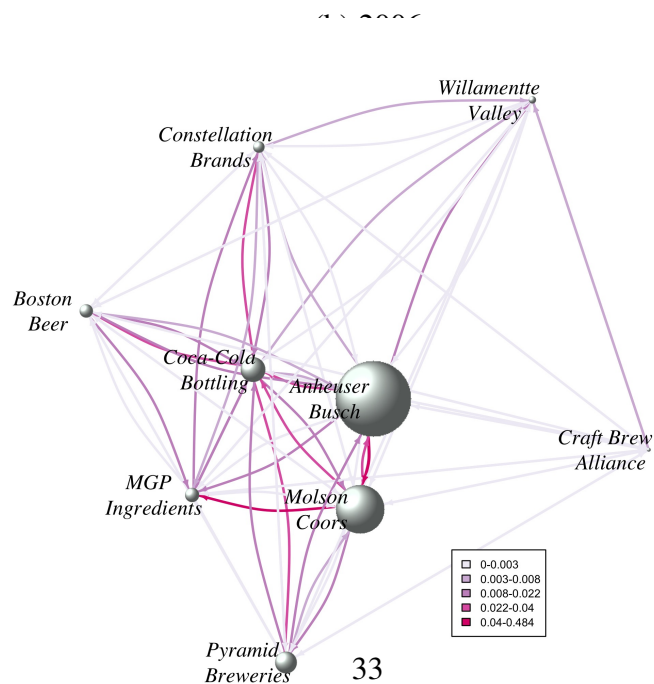 Willamentte
Valley
Constellation
Brands
Boston
Beer
Coca-Cold
Bottling
Anheuser
Busch
Craft Brew
Alliance
MGP
Ingredients
Molson
Coors
0-0.003
0.003-0.008
0.008-0.022
0.022-0.04
0.04-0.484
Pyramid
Breweries
33